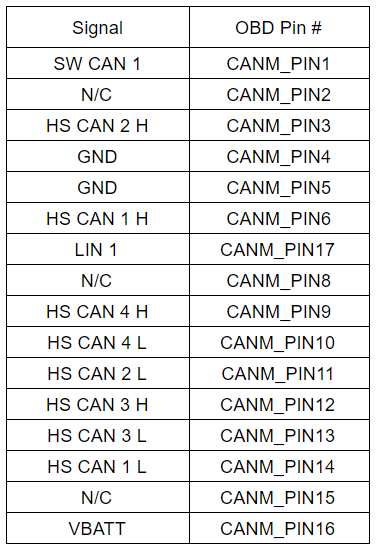 Signal OBD Pin #
SW CAN 1 CANM_PIN1
N/C CANM_PIN2
HS CAN 2 H CANM_PIN3
GND CANM_PIN4
GND CANM_PIN5
HS CAN 1 H CANM_PIN6
LIN 1 CANM_PIN17
N/C CANM_PIN8
HS CAN 4 H CANM_PIN9
HS CAN 4 L CANM_PIN10
HS CAN 2 L CANM_PIN11
HS CAN 3 H CANM_PIN12
HS CAN 3 L CANM_PIN13
HS CAN 1 L CANM_PIN14
N/C CANM_PIN15
VBATT CANM_PIN16